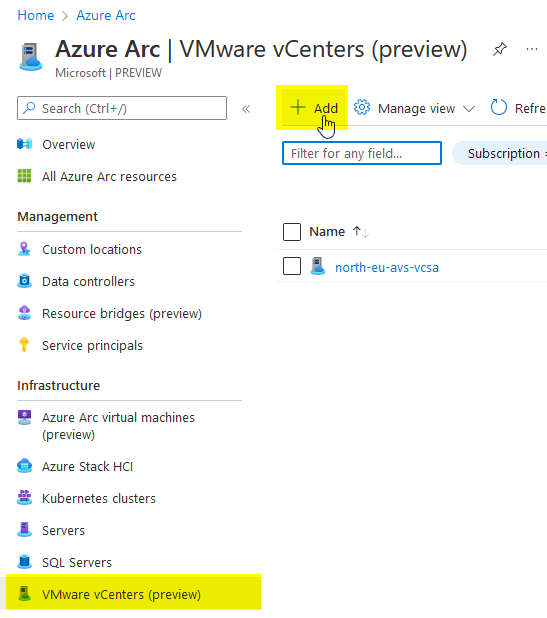 Home > Azure Arc >
Azure Arc | VMware vCenters (preview)
Microsoft | PREVIEW
Search (Ctrl+/)
«
Overview
All Azure Arc resources
Management
Custom locations
Data controllers
Resource bridges (preview)
Service principals
Infrastructure
Azure Arc virtual machines
(preview)
Azure Stack HCI
Kubernetes clusters
Servers
SQL Servers
VMware vCenters (preview)
+ Add
Manage view
Refre
Filter for any field...
Subscription =
Name ↑↓
north-eu-avs-vcsa